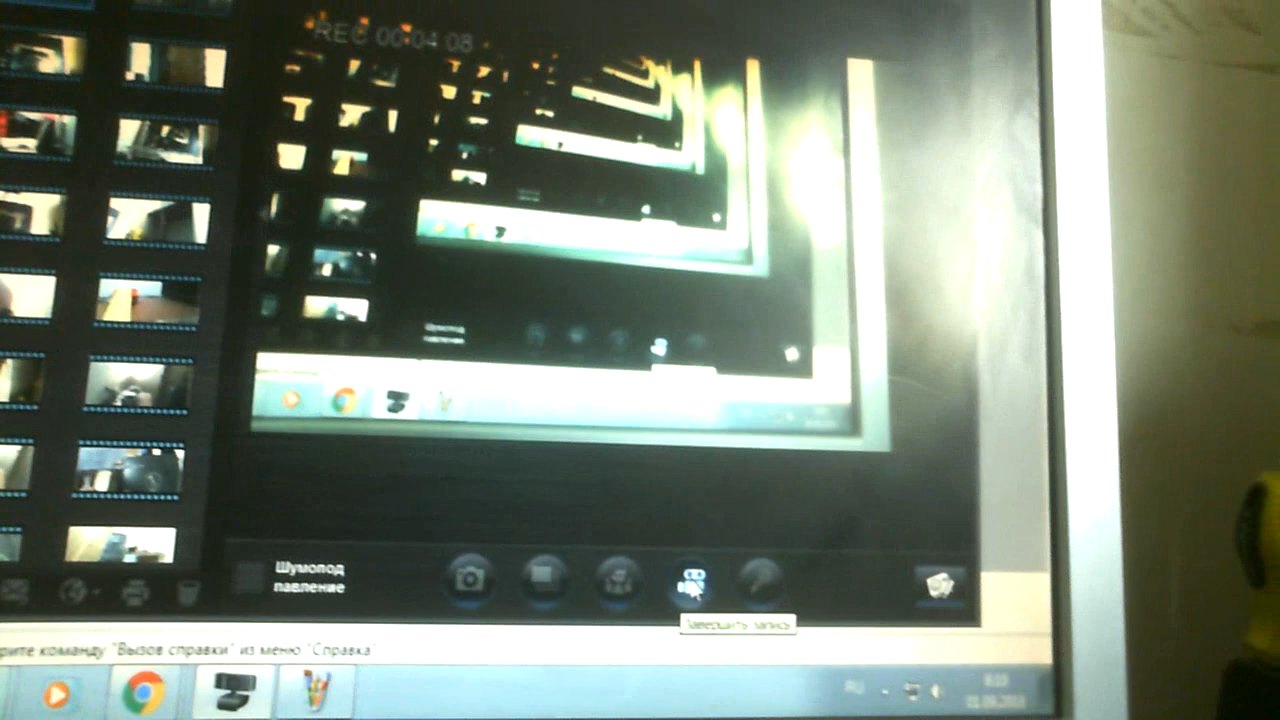 REC 00:04:08
Шумопод
павление
Завершить запись
рите команду "Вызов справки" из меню "Справка"
RU